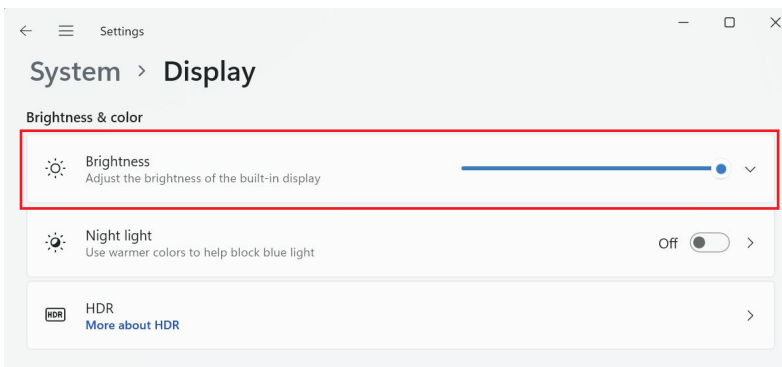 Settings
System > Display
Brightness & color
Brightness
Adjust the brightness of the built-in display
Night light
Off
Use warmer colors to help block blue light
HDR
HDR
More about HDR